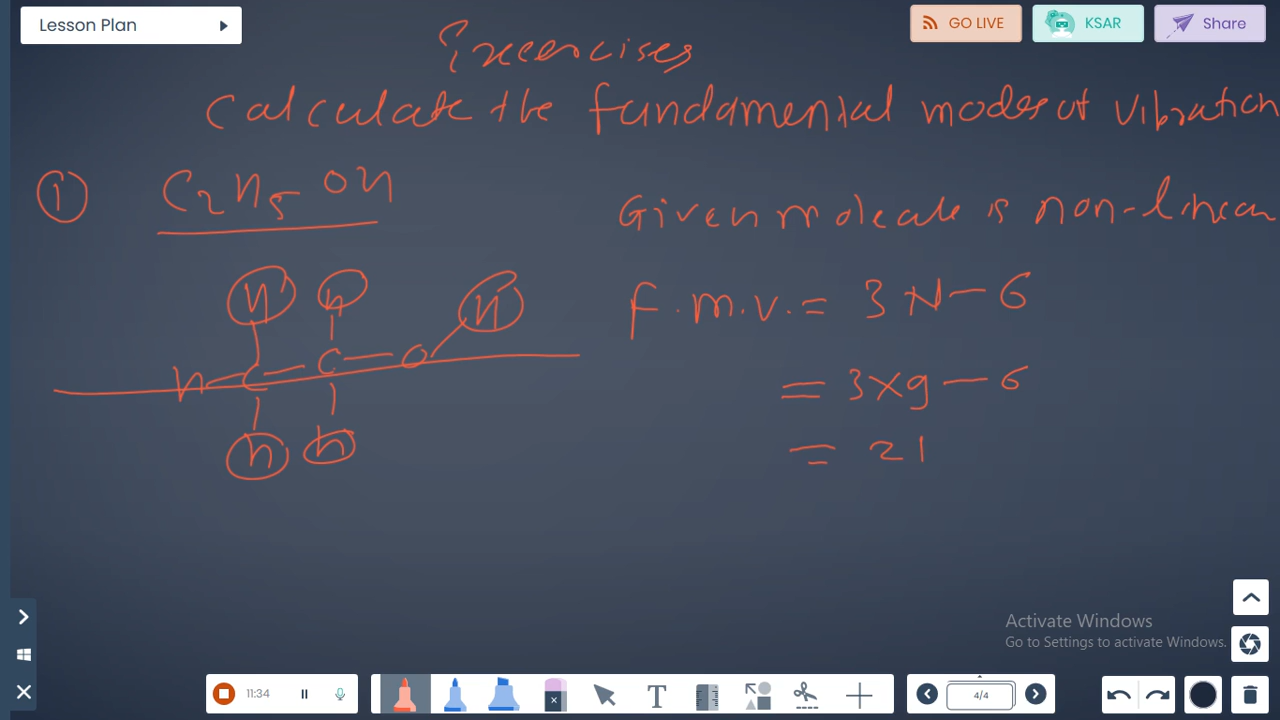 Lesson Plan
GO LIVE
KSAR
Share
Excercises
Calculate the fundamental modes of vibration
① C2H5OH
Given molecule is non-linear
H H H
H-C-C-O
H H
F.M.V. = 3N-6
= 3×9-6
= 21
Activate Windows
Go to Settings to activate Windows.
11:34
T
4/4